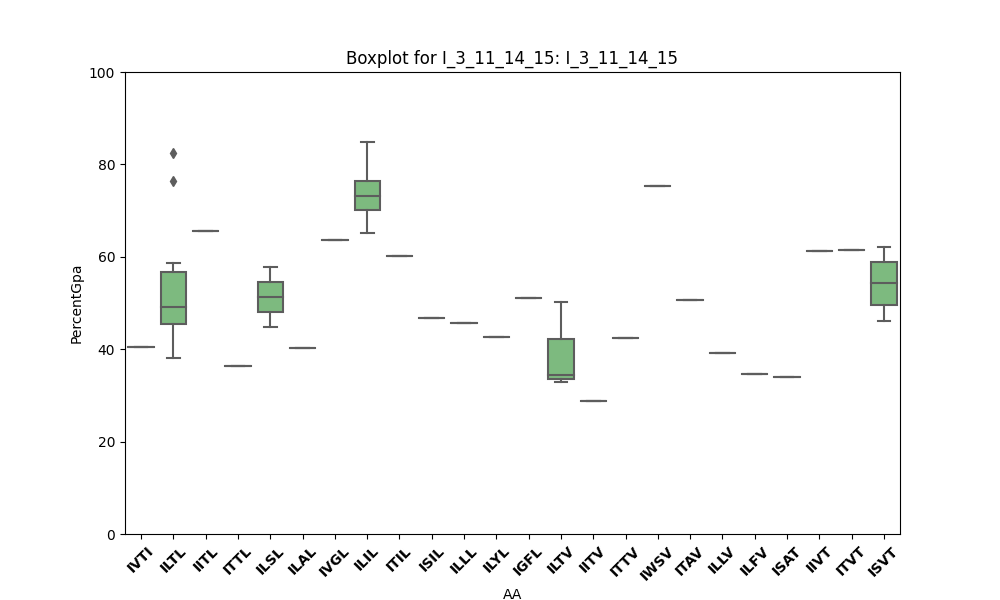 Boxplot for I_3_11_14_15: I_3_11_14_15
100
80
60
40
20
0
PercentGpa
IVTI ILTL IITL ITTL ILSL ILAL IVGL ILIL ITIL ISIL ILLL ILYL IGFL ILTV IITV ITTV IWSV ITAV ILLV ILFV ISAT IIVT ITVT ISVT
AA